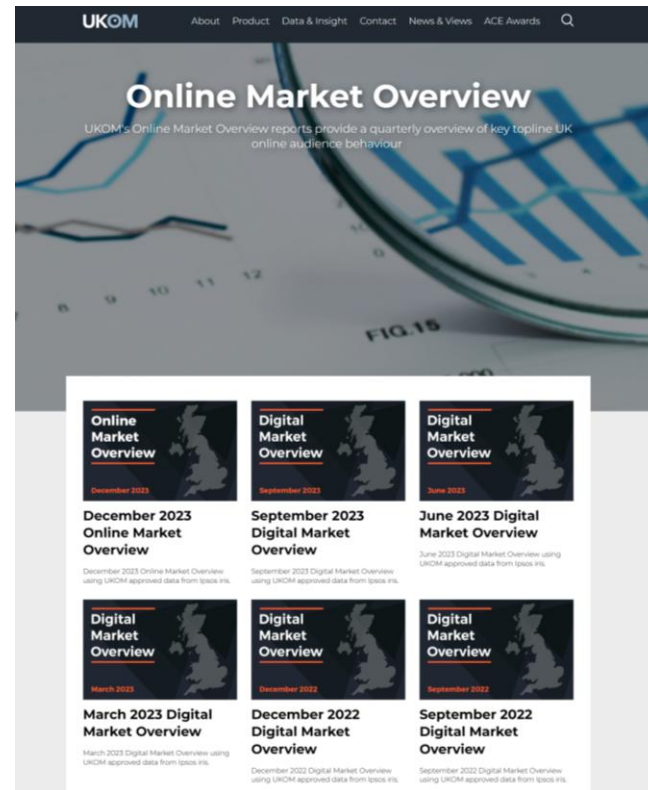 UKOM
About Product Data & Insight Contact News & Views ACE Awards
Online Market Overview
UKOM's Online Market Overview reports provide a quarterly overview of key topline UK
online audience behaviour
8 9 10 11 12
FIG.15
Online
Market
Overview
December 2023
Digital
Market
Overview
September 2023
Digital
Market
Overview
June 2023
December 2023
Online Market
Overview
December 2023 Online Market Overview
using UKOM approved data from Ipsos iris.
September 2023
Digital Market
Overview
September 2023 Digital Market Overview
using UKOM approved data from Ipsos iris.
June 2023 Digital
Market Overview
June 2023 Digital Market Overview using
UKOM approved data from Ipsos iris.
Digital
Market
Overview
March 2023
Digital
Market
Overview
December 2022
Digital
Market
Overview
September 2022
March 2023 Digital
Market Overview
March 2023 Digital Market Overview using
UKOM approved data from Ipsos iris.
December 2022
Digital Market
Overview
December 2022 Digital Market Overview
using UKOM approved data from Ipsos iris.
September 2022
Digital Market
Overview
September 2022 Digital Market Overview
using UKOM approved data from Ipsos iris.